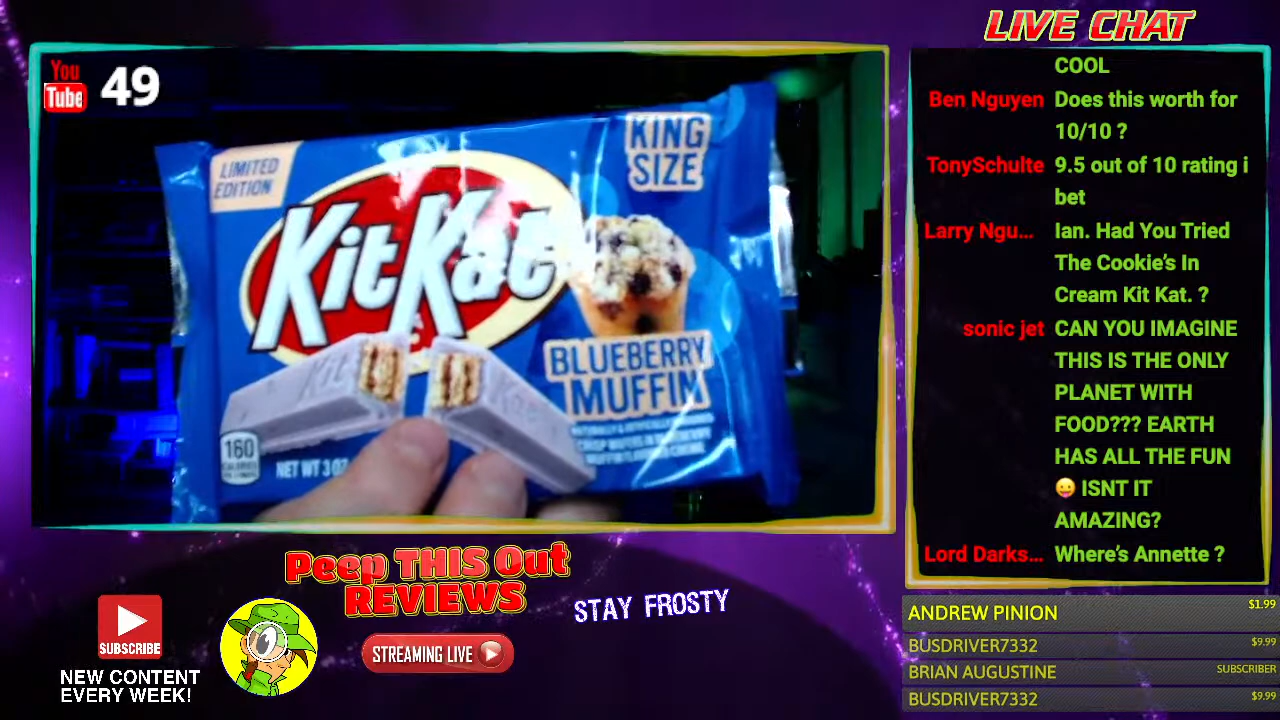 LIVE CHAT
You
Tube
49
LIMITED
EDITION
KitKat
KING
SIZE
BLUEBERRY
MUFFIN
160
CALORIES
NET WT 3 OZ
COOL
Ben Nguyen Does this worth for
10/10 ?
TonySchulte 9.5 out of 10 rating i
bet
Larry Ngu... Ian. Had You Tried
The Cookie's In
Cream Kit Kat. ?
sonic jet CAN YOU IMAGINE
THIS IS THE ONLY
PLANET WITH
FOOD??? EARTH
HAS ALL THE FUN
😛 ISNT IT
AMAZING?
Lord Darks... Where's Annette ?
Peep THIS Out
REVIEWS
STAY FROSTY
SUBSCRIBE
STREAMING LIVE
NEW CONTENT
EVERY WEEK!
ANDREW PINION $1.99
BUSDRIVER7332 $9.99
BRIAN AUGUSTINE SUBSCRIBER
BUSDRIVER7332 $9.99